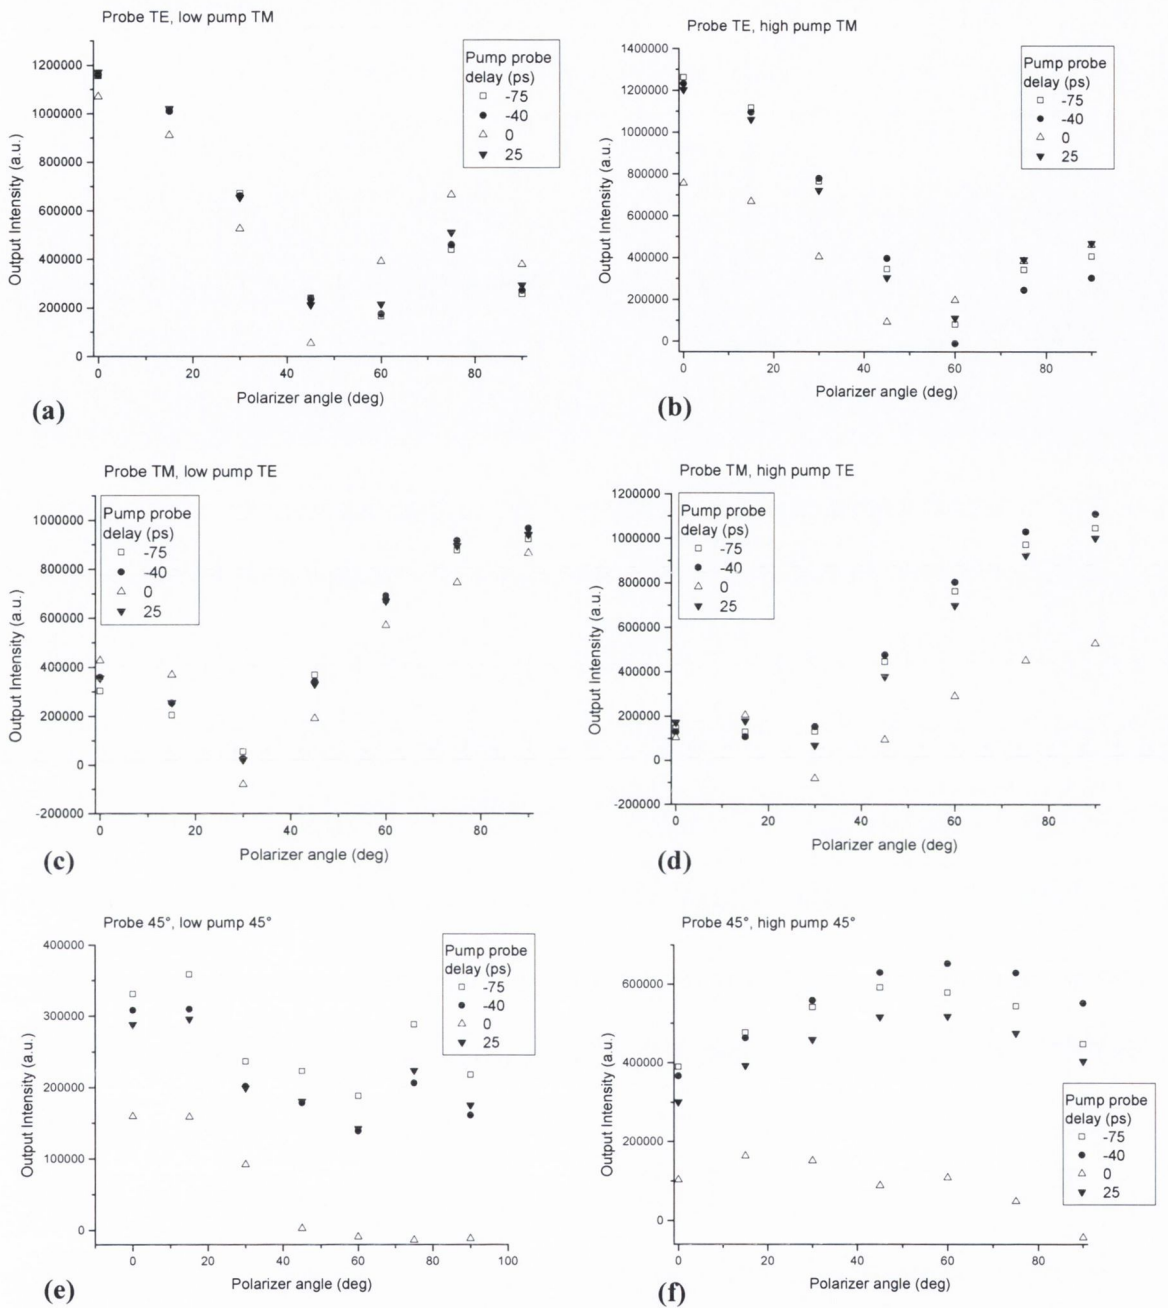 Probe TE, low pump TM
Output Intensity (a.u.)
1200000
1000000
800000
600000
400000
200000
0
0 20 40 60 80
Polarizer angle (deg)
Pump probe
delay (ps)
-75
-40
0
25
(a)
Probe TE, high pump TM
Output Intensity (a.u.)
1400000
1200000
1000000
800000
600000
400000
200000
0
0 20 40 60 80
Polarizer angle (deg)
Pump probe
delay (ps)
-75
-40
0
25
(b)
Probe TM, low pump TE
Output Intensity (a.u.)
1000000
800000
600000
400000
200000
0
-200000
0 20 40 60 80
Polarizer angle (deg)
Pump probe
delay (ps)
-75
-40
0
25
(c)
Probe TM, high pump TE
Output Intensity (a.u.)
1200000
1000000
800000
600000
400000
200000
0
-200000
0 20 40 60 80
Polarizer angle (deg)
Pump probe
delay (ps)
-75
-40
0
25
(d)
Probe 45°, low pump 45°
Output Intensity (a.u.)
400000
300000
200000
100000
0
0 20 40 60 80 100
Polarizer angle (deg)
Pump probe
delay (ps)
-75
-40
0
25
(e)
Probe 45°, high pump 45°
Output Intensity (a.u.)
600000
400000
200000
0
0 20 40 60 80
Polarizer angle (deg)
Pump probe
delay (ps)
-75
-40
0
25
(f)